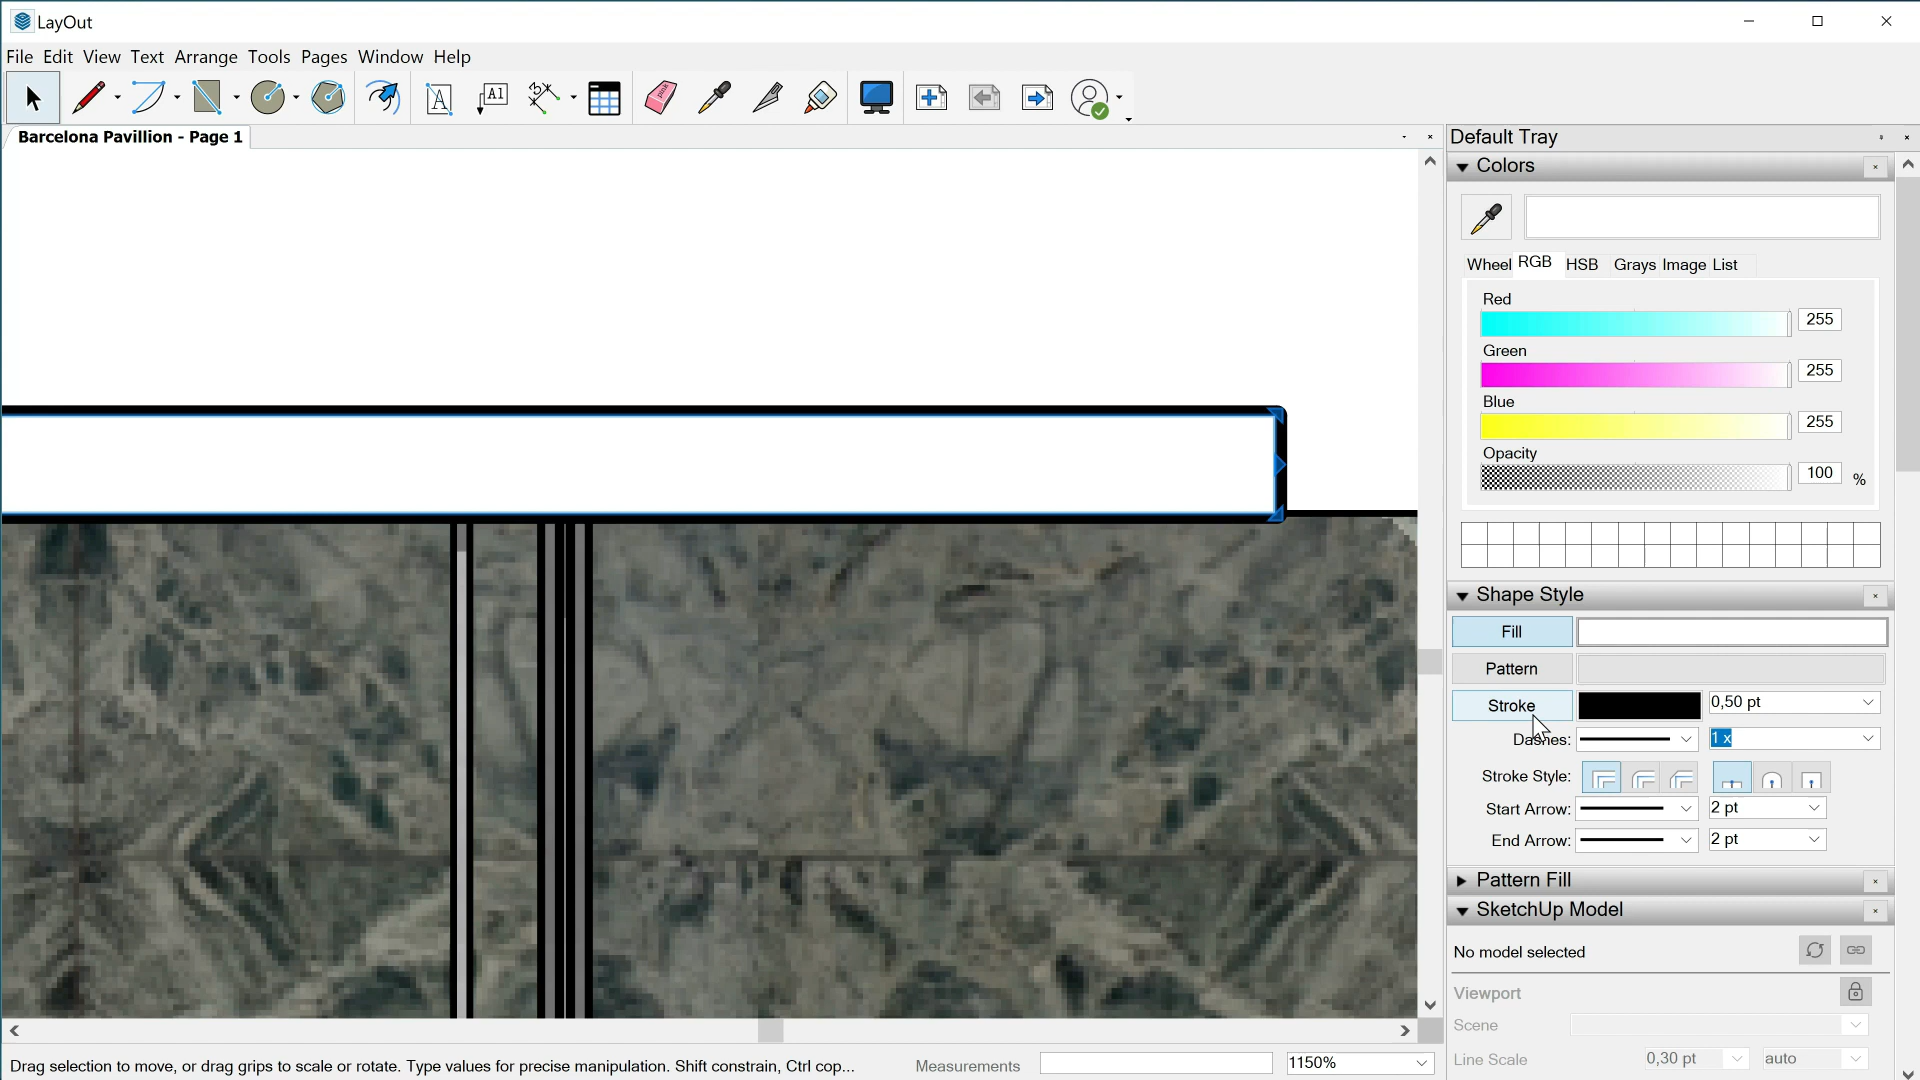 LayOut
File Edit View Text Arrange Tools Pages Window Help
A1
Barcelona Pavillion - Page 1
Default Tray
Colors
Wheel RGB HSB Grays Image List
Red
255
Green
255
Blue
255
Opacity
100 %
Shape Style
Fill
Pattern
Stroke
0,50 pt
Dashes:
1 x
Stroke Style:
Start Arrow:
2 pt
End Arrow:
2 pt
Pattern Fill
SketchUp Model
No model selected
Viewport
Scene
Line Scale
0,30 pt
auto
Drag selection to move, or drag grips to scale or rotate. Type values for precise manipulation. Shift constrain, Ctrl cop...
Measurements
1150%